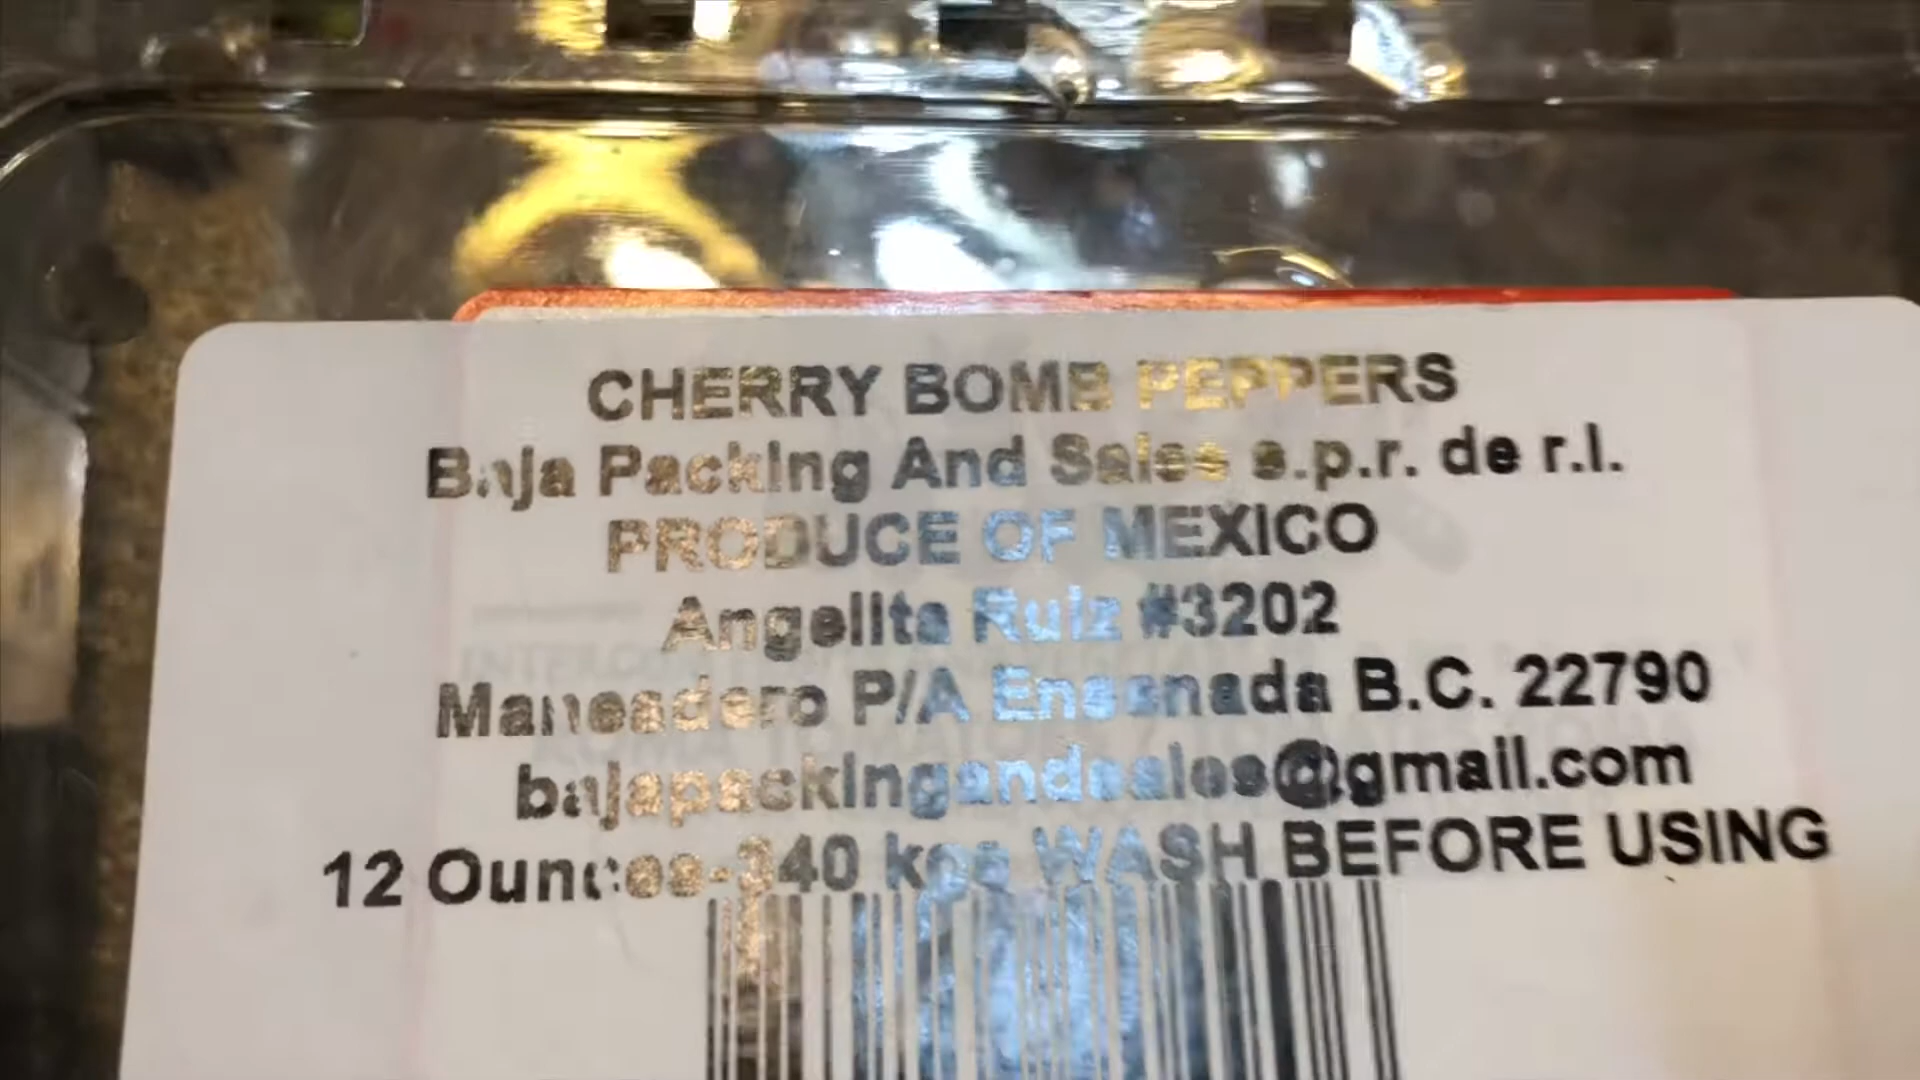 CHERRY BOMB PEPPERS
Baja Packing And Sales s.p.r. de r.l.
PRODUCE OF MEXICO
Angelita Ruiz #3202
Maneadero P/A Ensenada B.C. 22790
bajapackingandsales@gmail.com
12 Ounces-340 kgs WASH BEFORE USING